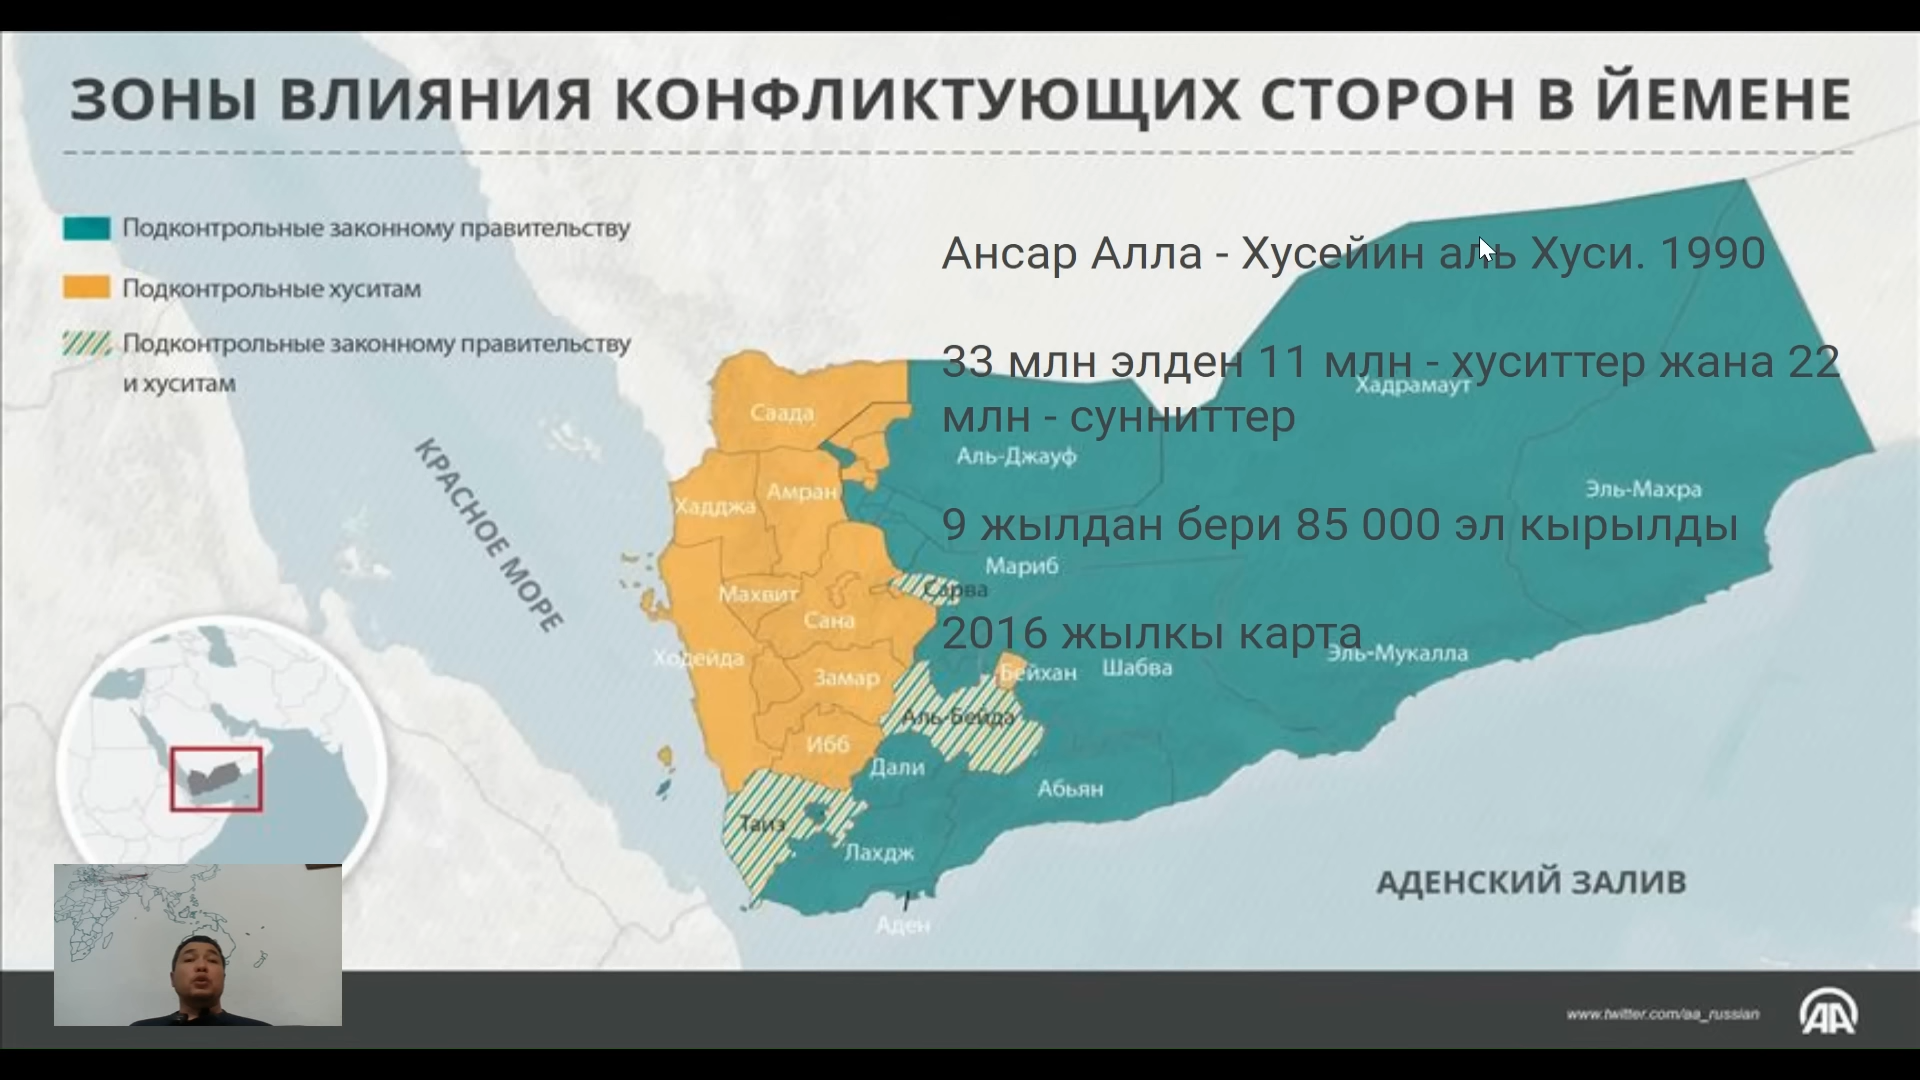 ЗОНЫ ВЛИЯНИЯ КОНФЛИКТУЮЩИХ СТОРОН В ЙЕМЕНЕ
Подконтрольные законному правительству
Подконтрольные хуситам
Подконтрольные законному правительству
и хуситам
Ансар Алла - Хусейин аль Хуси. 1990
33 млн элден 11 млн - хуситтер жана 22
млн - сунниттер
9 жылдан бери 85 000 эл кырылды
2016 жылкы карта
КРАСНОЕ МОРЕ
Саада
Хадрамаут
Аль-Джауф
Эль-Махра
Амран
Хадджа
Мариб
Сарва
Махвит
Сана
Ходейда
Эль-Мукалла
Шабва
Бейхан
Замар
Аль-Бейда
Ибб
Дали
Абьян
Таиз
Лахдж
АДЕНСКИЙ ЗАЛИВ
Аден
www.twitter.com/aa_russian
AA